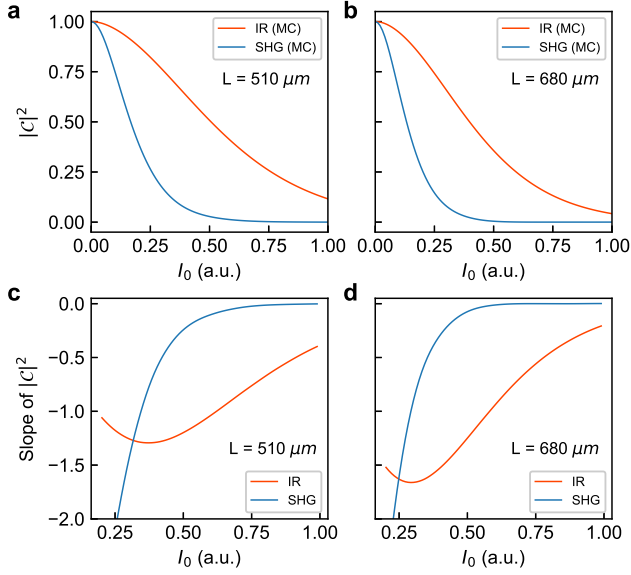 a
1.00
0.75
0.50
0.25
0.00
|𝒞|²
IR (MC)
SHG (MC)
L = 510 μm
0.00 0.25 0.50 0.75 1.00
I₀ (a.u.)
b
IR (MC)
SHG (MC)
L = 680 μm
0.00 0.25 0.50 0.75 1.00
I₀ (a.u.)
c
0.0
−0.5
−1.0
−1.5
−2.0
Slope of |𝒞|²
L = 510 μm
IR
SHG
0.25 0.50 0.75 1.00
I₀ (a.u.)
d
L = 680 μm
IR
SHG
0.25 0.50 0.75 1.00
I₀ (a.u.)